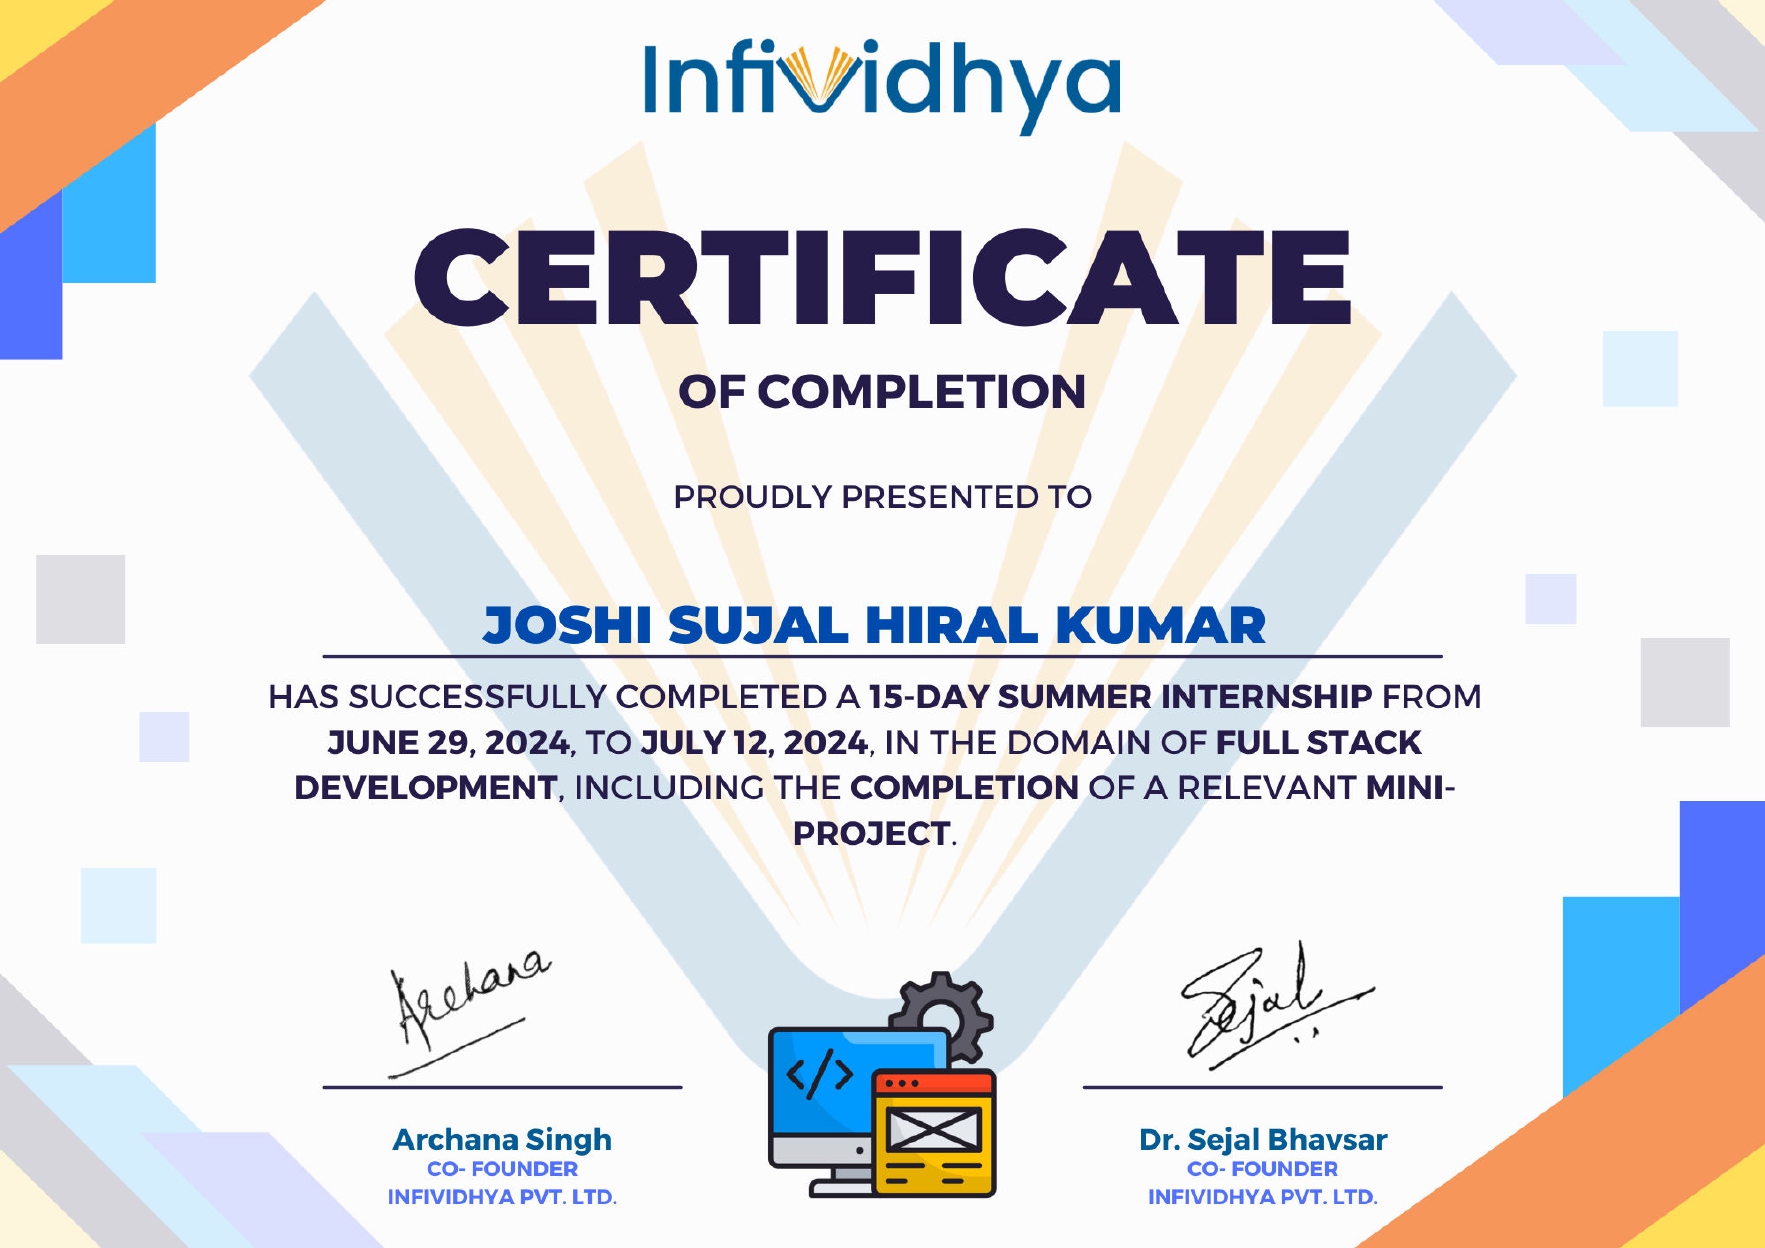 Infividhya
CERTIFICATE
OF COMPLETION
PROUDLY PRESENTED TO
JOSHI SUJAL HIRAL KUMAR
HAS SUCCESSFULLY COMPLETED A 15-DAY SUMMER INTERNSHIP FROM
JUNE 29, 2024, TO JULY 12, 2024, IN THE DOMAIN OF FULL STACK
DEVELOPMENT, INCLUDING THE COMPLETION OF A RELEVANT MINI-
PROJECT.
Archana
Sejal
</>
Archana Singh
CO- FOUNDER
INFIVIDHYA PVT. LTD.
Dr. Sejal Bhavsar
CO- FOUNDER
INFIVIDHYA PVT. LTD.